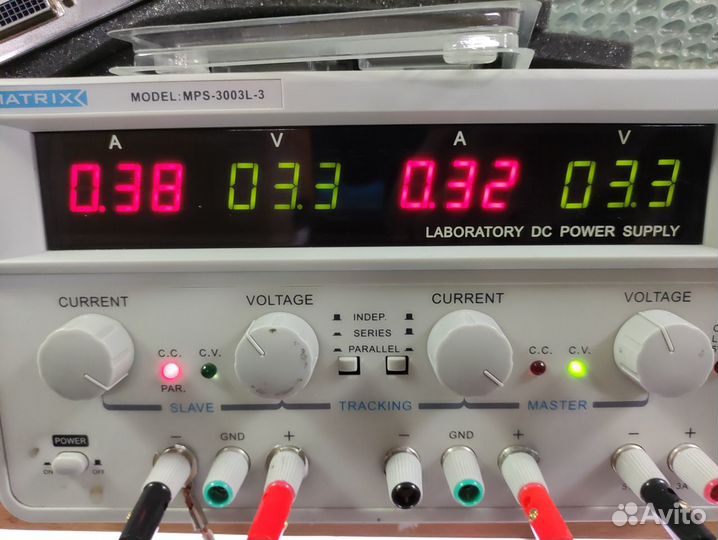 MATRIX
MODEL:MPS-3003L-3
A V A V
0.38 03.3 0.32 03.3
LABORATORY DC POWER SUPPLY
CURRENT VOLTAGE CURRENT VOLTAGE
INDEP.
SERIES
PARALLEL
C.C. C.V. C.C. C.V.
PAR.
SLAVE TRACKING MASTER
POWER
ON OFF
− GND + − GND + − +
3A
Avito